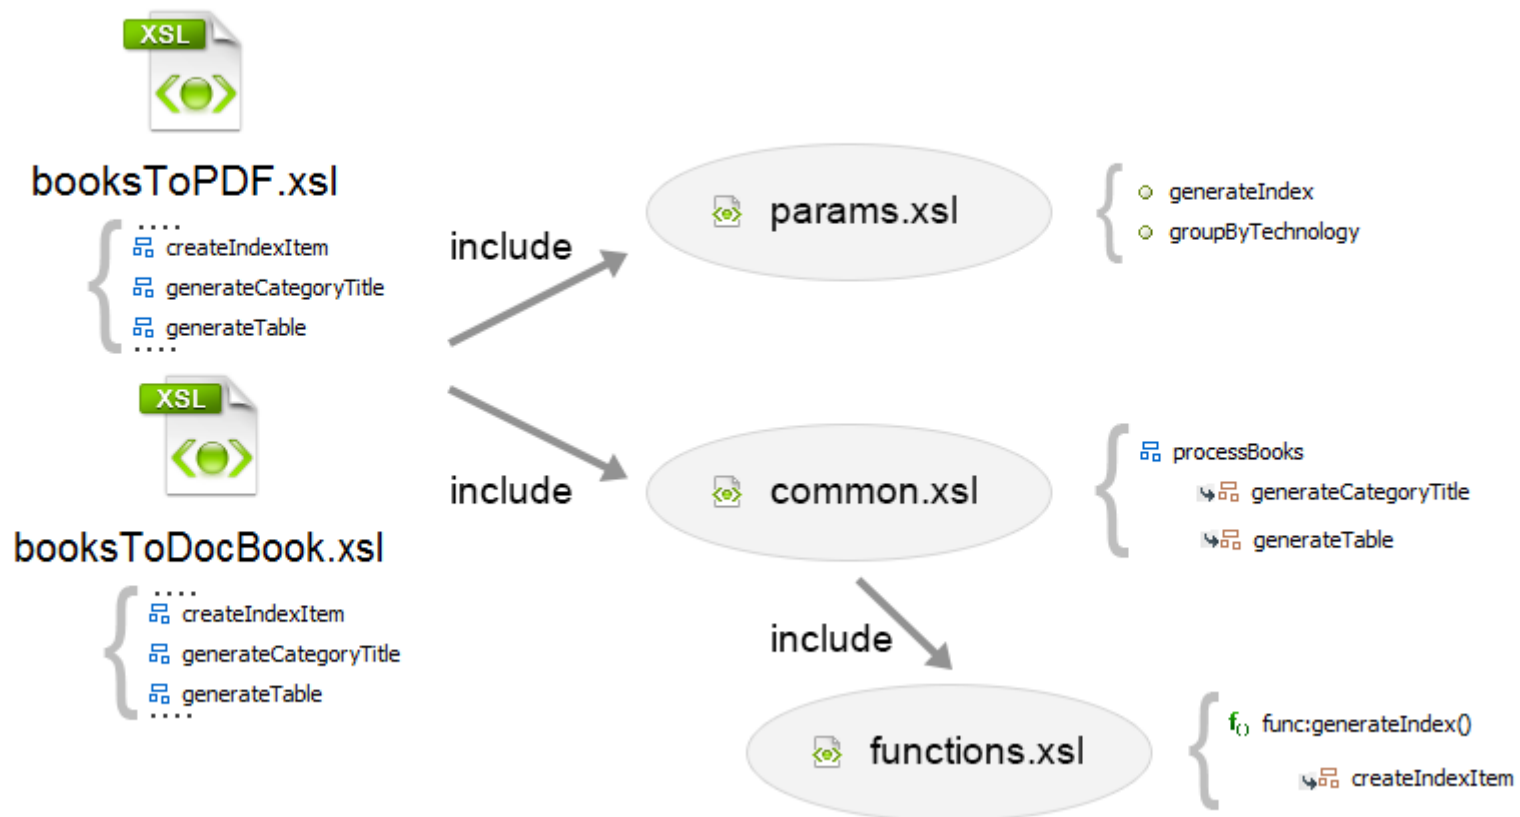 XSL
booksToPDF.xsl
....
createIndexItem
generateCategoryTitle
generateTable
....
XSL
booksToDocBook.xsl
....
createIndexItem
generateCategoryTitle
generateTable
....
include
include
params.xsl
generateIndex
groupByTechnology
common.xsl
processBooks
generateCategoryTitle
generateTable
include
functions.xsl
f() func:generateIndex()
createIndexItem